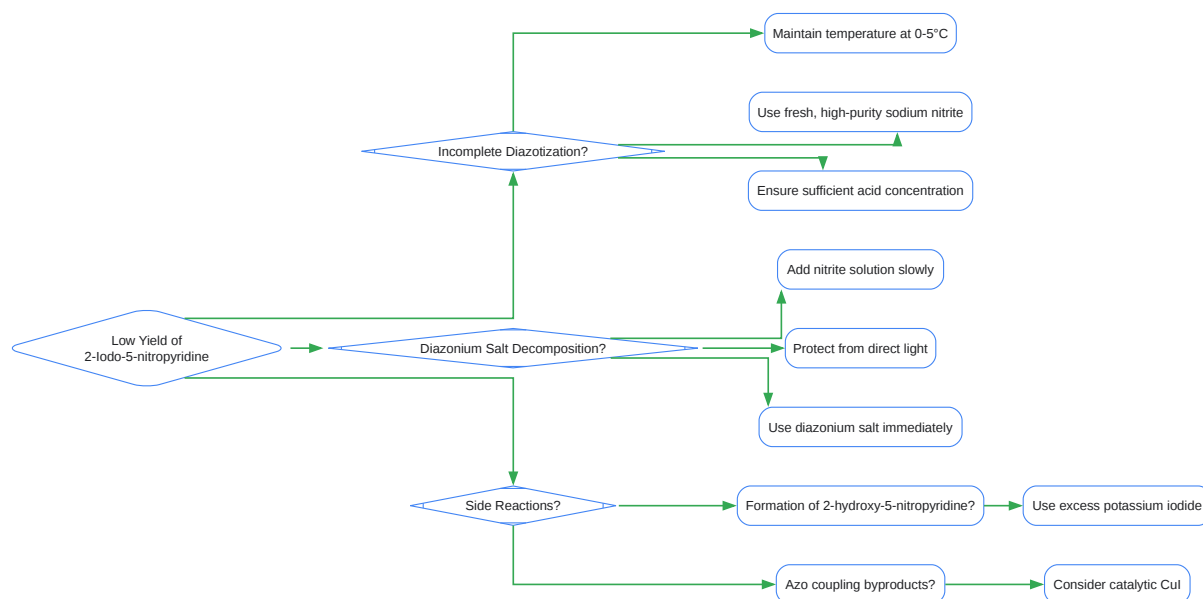 Maintain temperature at 0-5°C
Use fresh, high-purity sodium nitrite
Incomplete Diazotization?
Ensure sufficient acid concentration
Add nitrite solution slowly
Low Yield of
2-Iodo-5-nitropyridine
Diazonium Salt Decomposition?
Protect from direct light
Use diazonium salt immediately
Side Reactions?
Formation of 2-hydroxy-5-nitropyridine?
Use excess potassium iodide
Azo coupling byproducts?
Consider catalytic CuI